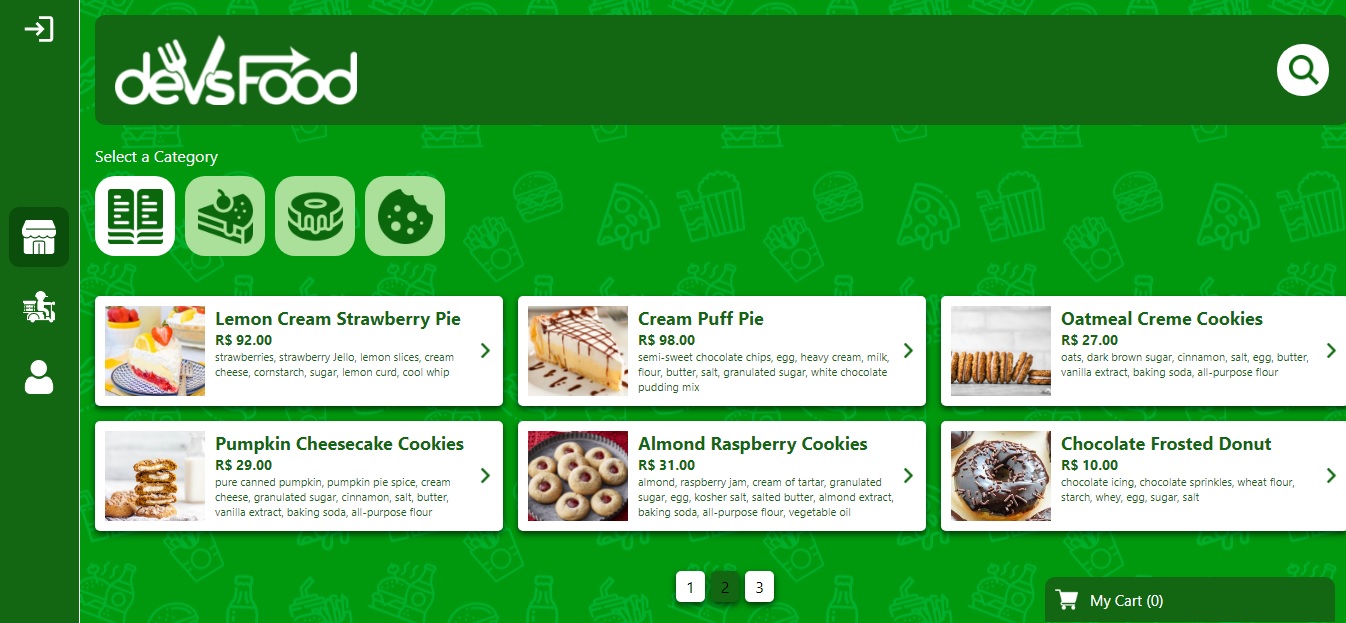 devsFood
Select a Category
Lemon Cream Strawberry Pie
R$ 92.00
strawberries, strawberry Jello, lemon slices, cream
cheese, cornstarch, sugar, lemon curd, cool whip
Cream Puff Pie
R$ 98.00
semi-sweet chocolate chips, egg, heavy cream, milk,
flour, butter, salt, granulated sugar, white chocolate
pudding mix
Oatmeal Creme Cookies
R$ 27.00
oats, dark brown sugar, cinnamon, salt, egg, butter,
vanilla extract, baking soda, all-purpose flour
Pumpkin Cheesecake Cookies
R$ 29.00
pure canned pumpkin, pumpkin pie spice, cream
cheese, granulated sugar, cinnamon, salt, butter,
vanilla extract, baking soda, all-purpose flour
Almond Raspberry Cookies
R$ 31.00
almond, raspberry jam, cream of tartar, granulated
sugar, egg, kosher salt, salted butter, almond extract,
baking soda, all-purpose flour, vegetable oil
Chocolate Frosted Donut
R$ 10.00
chocolate icing, chocolate sprinkles, wheat flour,
starch, whey, egg, sugar, salt
1 2 3
My Cart (0)